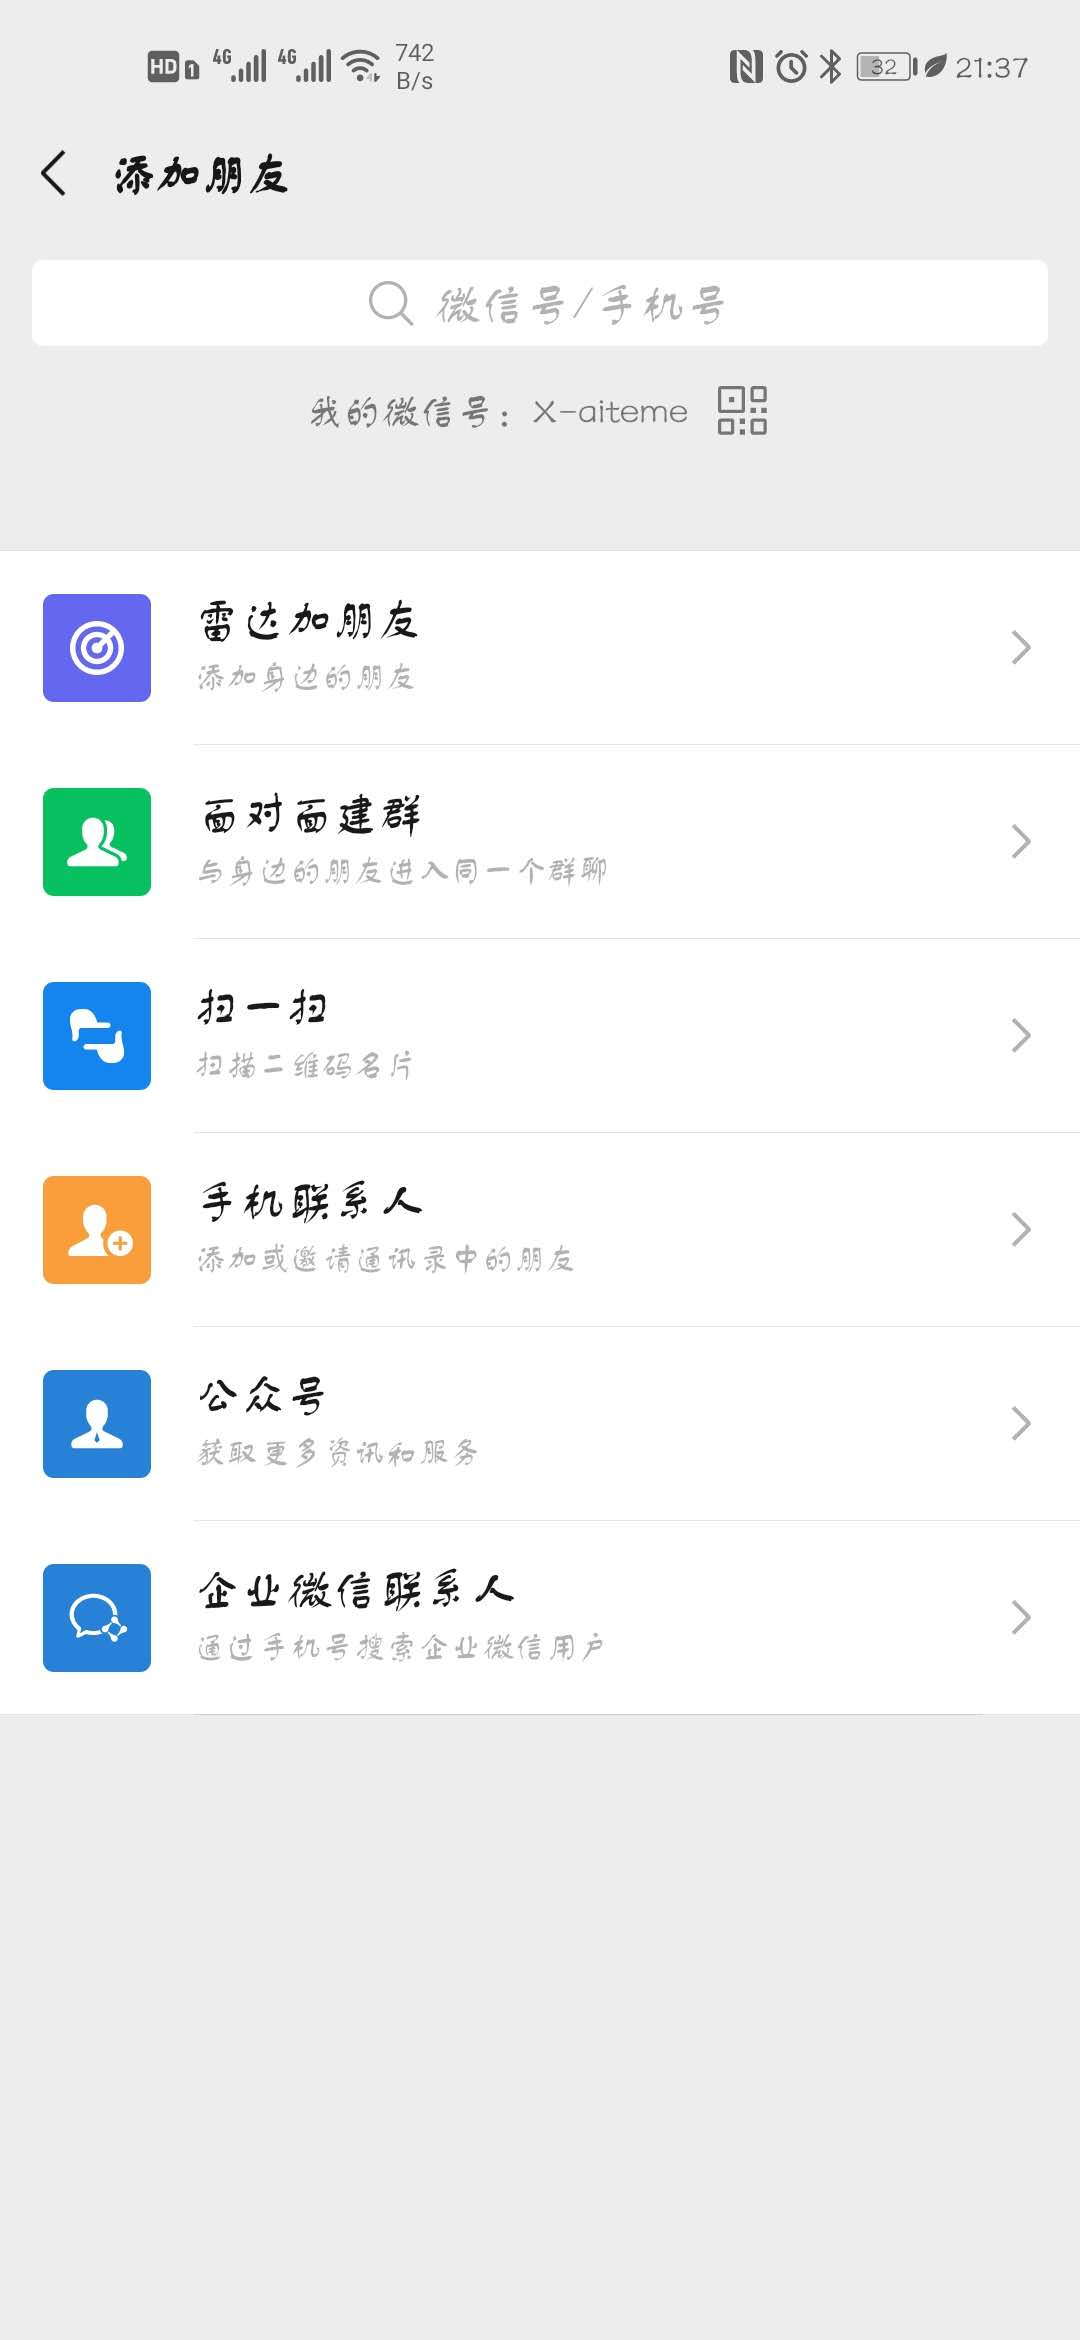 HD 1 4G 4G 742 B/s 32 21:37
添加朋友
微信号/手机号
我的微信号：X-aiteme
雷达加朋友
添加身边的朋友
面对面建群
与身边的朋友进入同一个群聊
扫一扫
扫描二维码名片
手机联系人
添加或邀请通讯录中的朋友
公众号
获取更多资讯和服务
企业微信联系人
通过手机号搜索企业微信用户